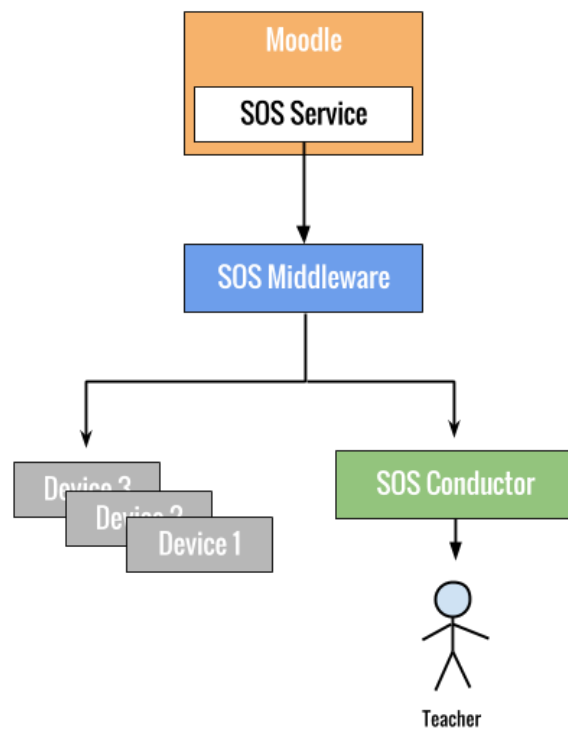 Moodle
SOS Service
SOS Middleware
Device 3
Device 2
Device 1
SOS Conductor
Teacher